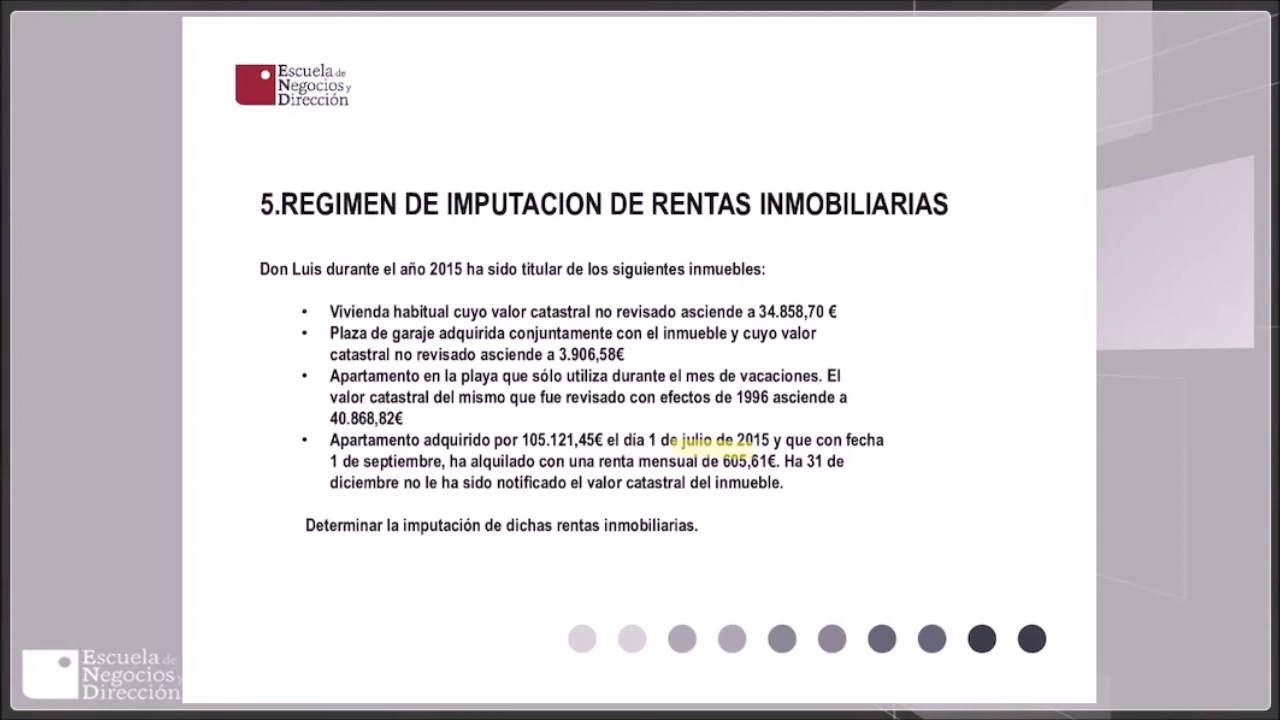 Escuela de
Negocios y
Dirección
5.REGIMEN DE IMPUTACION DE RENTAS INMOBILIARIAS
Don Luis durante el año 2015 ha sido titular de los siguientes inmuebles:
• Vivienda habitual cuyo valor catastral no revisado asciende a 34.858,70 €
• Plaza de garaje adquirida conjuntamente con el inmueble y cuyo valor
catastral no revisado asciende a 3.906,58€
• Apartamento en la playa que sólo utiliza durante el mes de vacaciones. El
valor catastral del mismo que fue revisado con efectos de 1996 asciende a
40.868,82€
• Apartamento adquirido por 105.121,45€ el día 1 de julio de 2015 y que con fecha
1 de septiembre, ha alquilado con una renta mensual de 605,61€. Ha 31 de
diciembre no le ha sido notificado el valor catastral del inmueble.
Determinar la imputación de dichas rentas inmobiliarias.
Escuela de
Negocios y
Dirección